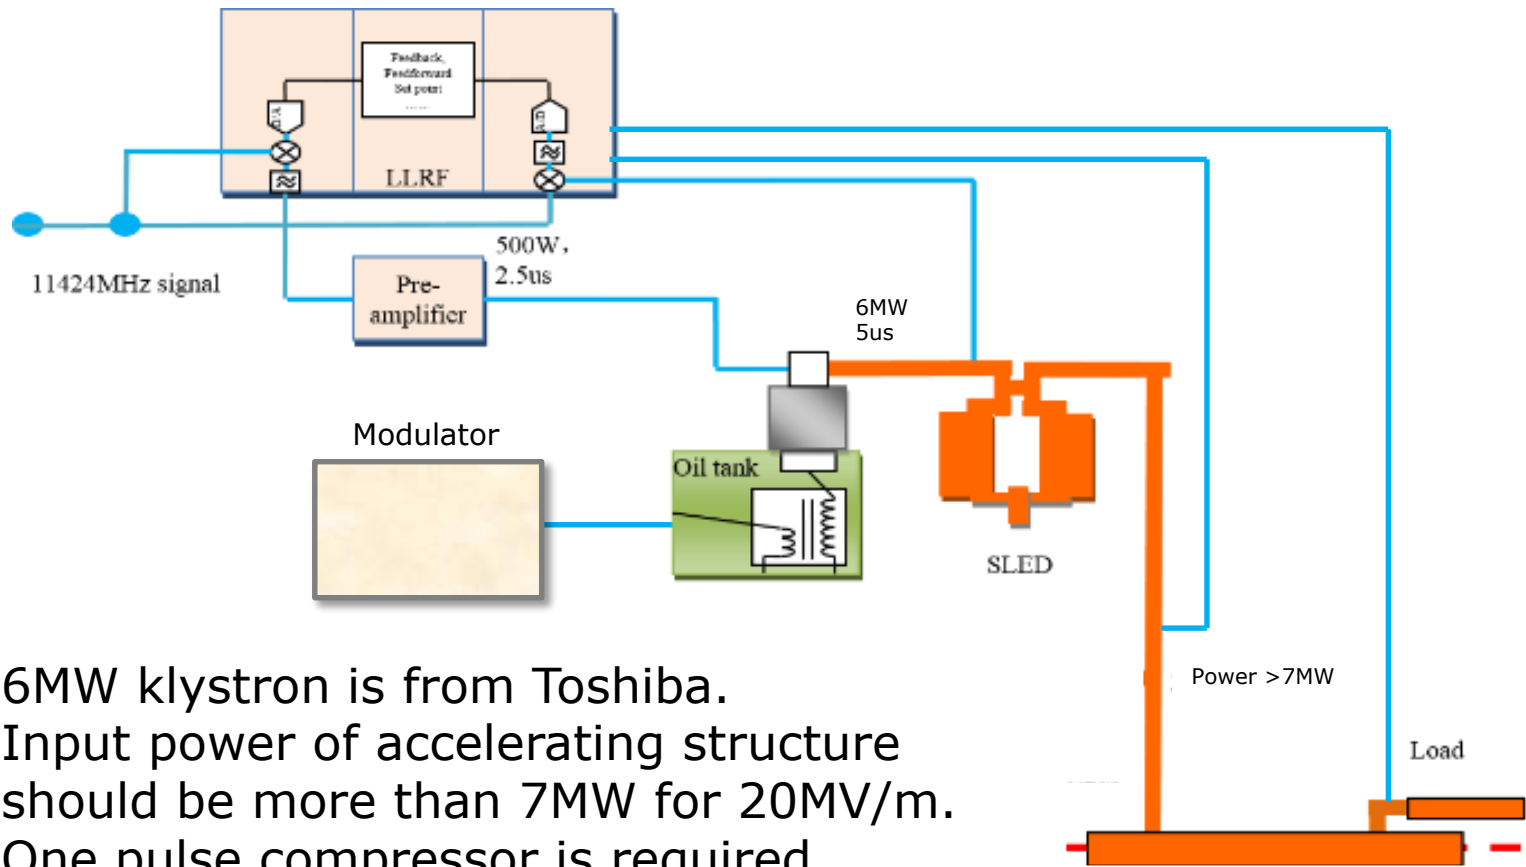 Feedback,
Feedforward
Set point
......
D/A
A/D
LLRF
11424MHz signal
500W,
2.5us
Pre-
amplifier
6MW
5us
Modulator
Oil tank
SLED
Power >7MW
Load
6MW klystron is from Toshiba.
Input power of accelerating structure
should be more than 7MW for 20MV/m.
One pulse compressor is required